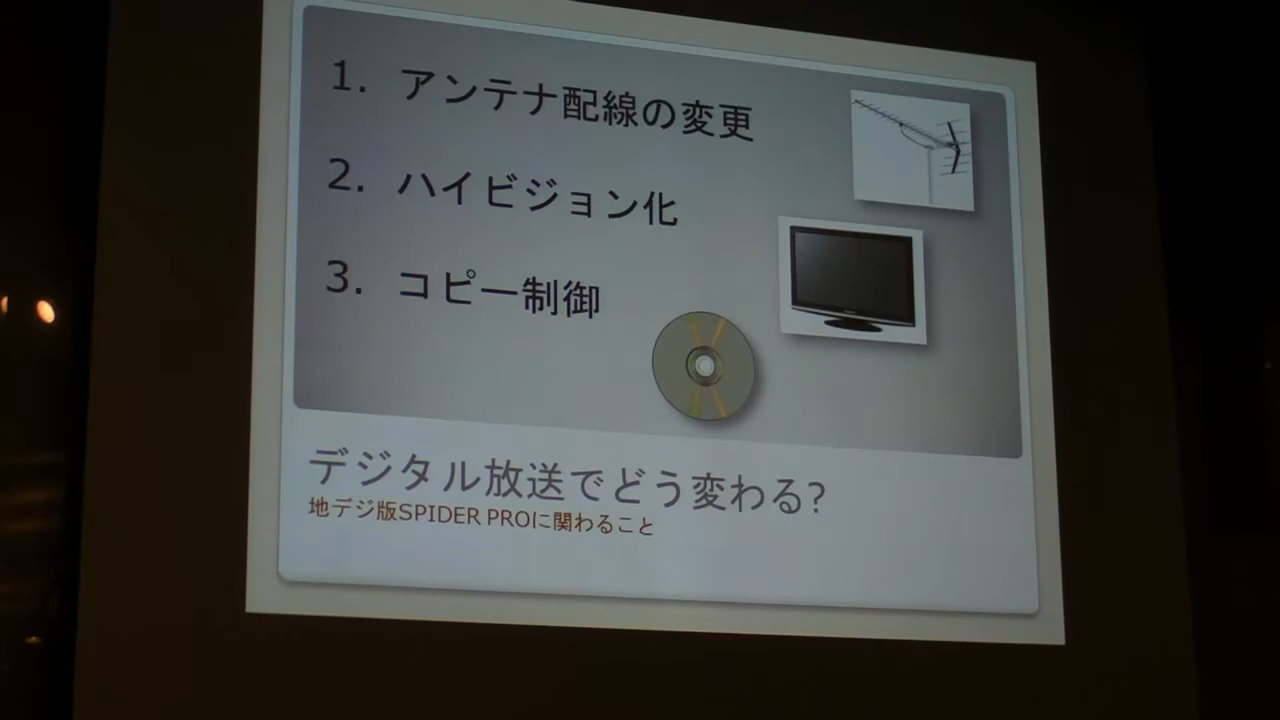 1. アンテナ配線の変更
2. ハイビジョン化
3. コピー制御
デジタル放送でどう変わる?
地デジ版SPIDER PROに関わること